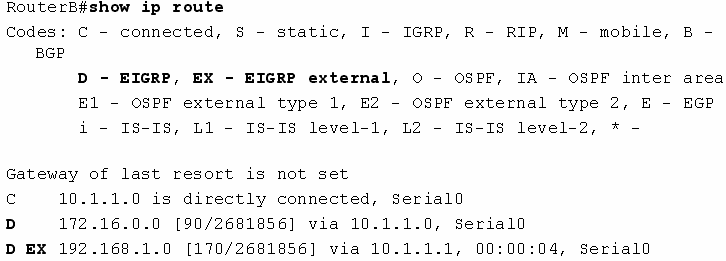 RouterB#show ip route
Codes: C - connected, S - static, I - IGRP, R - RIP, M - mobile, B -
BGP
D - EIGRP, EX - EIGRP external, O - OSPF, IA - OSPF inter area
E1 - OSPF external type 1, E2 - OSPF external type 2, E - EGP
i - IS-IS, L1 - IS-IS level-1, L2 - IS-IS level-2, * -
Gateway of last resort is not set
C 10.1.1.0 is directly connected, Serial0
D 172.16.0.0 [90/2681856] via 10.1.1.0, Serial0
D EX 192.168.1.0 [170/2681856] via 10.1.1.1, 00:00:04, Serial0